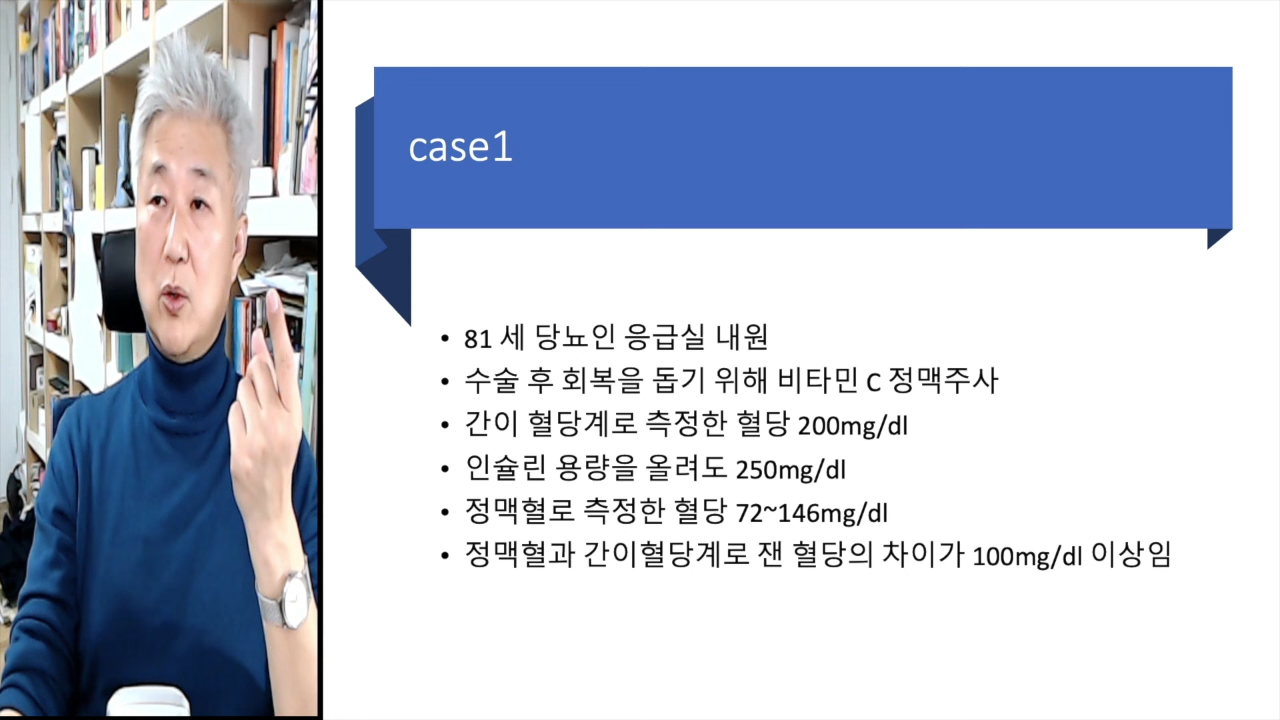 case1
• 81 세 당뇨인 응급실 내원
• 수술 후 회복을 돕기 위해 비타민 C 정맥주사
• 간이 혈당계로 측정한 혈당 200mg/dl
• 인슐린 용량을 올려도 250mg/dl
• 정맥혈로 측정한 혈당 72~146mg/dl
• 정맥혈과 간이혈당계로 잰 혈당의 차이가 100mg/dl 이상임